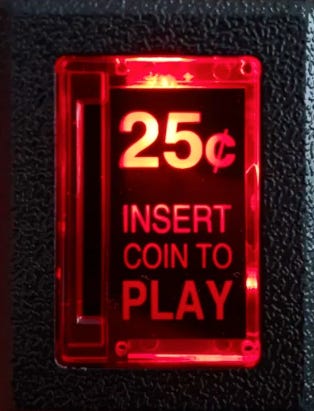 25¢
INSERT
COIN TO
PLAY